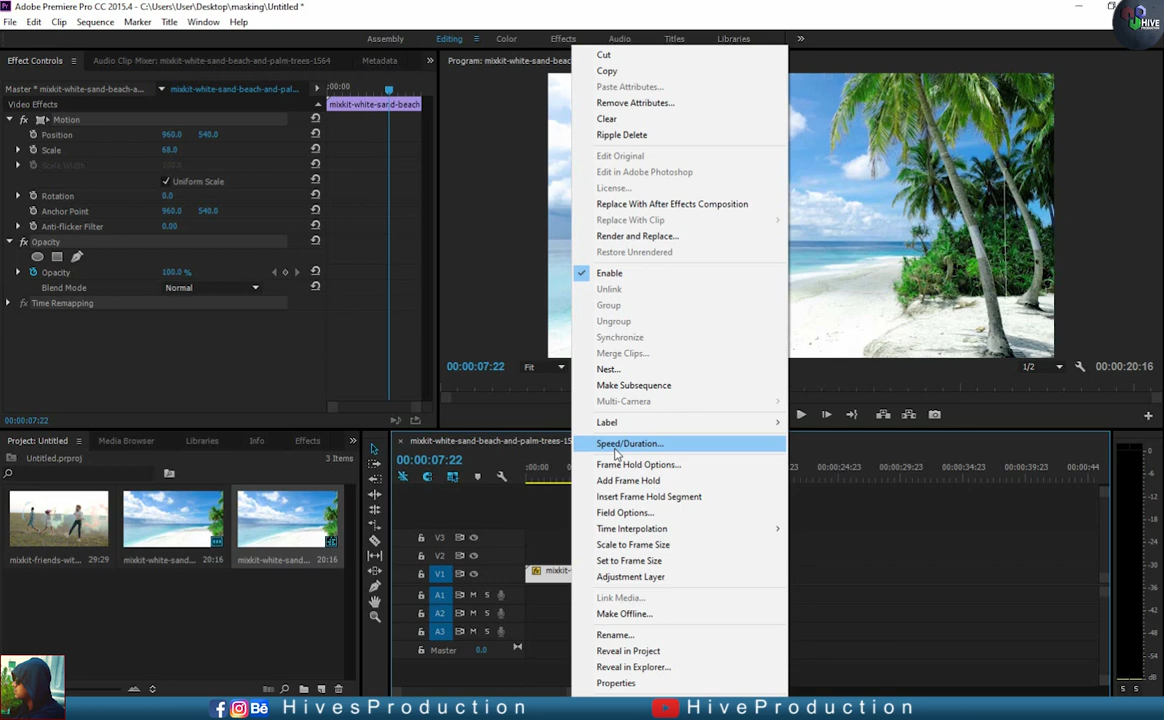 Adobe Premiere Pro CC 2015.4 - C:\Users\User\Desktop\masking\Untitled *
File Edit Clip Sequence Marker Title Window Help
HIVE
PRODUCTION
Assembly Editing Color Effects Audio Titles Libraries
Effect Controls Audio Clip Mixer: mixkit-white-sand-beach-and-palm-trees-1564 Metadata
Program: mixkit-white-sand-beac
Master * mixkit-white-sand-beach-a... mixkit-white-sand-beach-and-pal...
:00:00
Video Effects
mixkit-white-sand-beach
fx Motion
Position 960.0 540.0
Scale 68.0
Scale Width
Uniform Scale
Rotation 0.0
Anchor Point 960.0 540.0
Anti-flicker Filter 0.00
fx Opacity
Opacity 100.0 %
Blend Mode Normal
fx Time Remapping
00:00:07:22
00:00:07:22 Fit
1/2 00:00:20:16
Cut
Copy
Paste Attributes...
Remove Attributes...
Clear
Ripple Delete
Edit Original
Edit in Adobe Photoshop
License...
Replace With After Effects Composition
Replace With Clip
Render and Replace...
Restore Unrendered
Enable
Unlink
Group
Ungroup
Synchronize
Merge Clips...
Nest...
Make Subsequence
Multi-Camera
Label
Speed/Duration...
Frame Hold Options...
Add Frame Hold
Insert Frame Hold Segment
Field Options...
Time Interpolation
Scale to Frame Size
Set to Frame Size
Adjustment Layer
Link Media...
Make Offline...
Rename...
Reveal in Project
Reveal in Explorer...
Properties
Project: Untitled Media Browser Libraries Info Effects
Untitled.prproj
3 Items
mixkit-friends-wit... 29:29
mixkit-white-sand... 20:16
mixkit-white-sand... 20:16
mixkit-white-sand-beach-and-palm-trees-15
00:00:07:22
:00:00 00:00:24:23 00:00:29:23 00:00:34:23 00:00:39:23 00:00:44
V3
V2
V1 fx mixkit-
A1 M S
A2 M S
A3 M S
Master 0.0
0
dB
S S
HivesProduction
HiveProduction